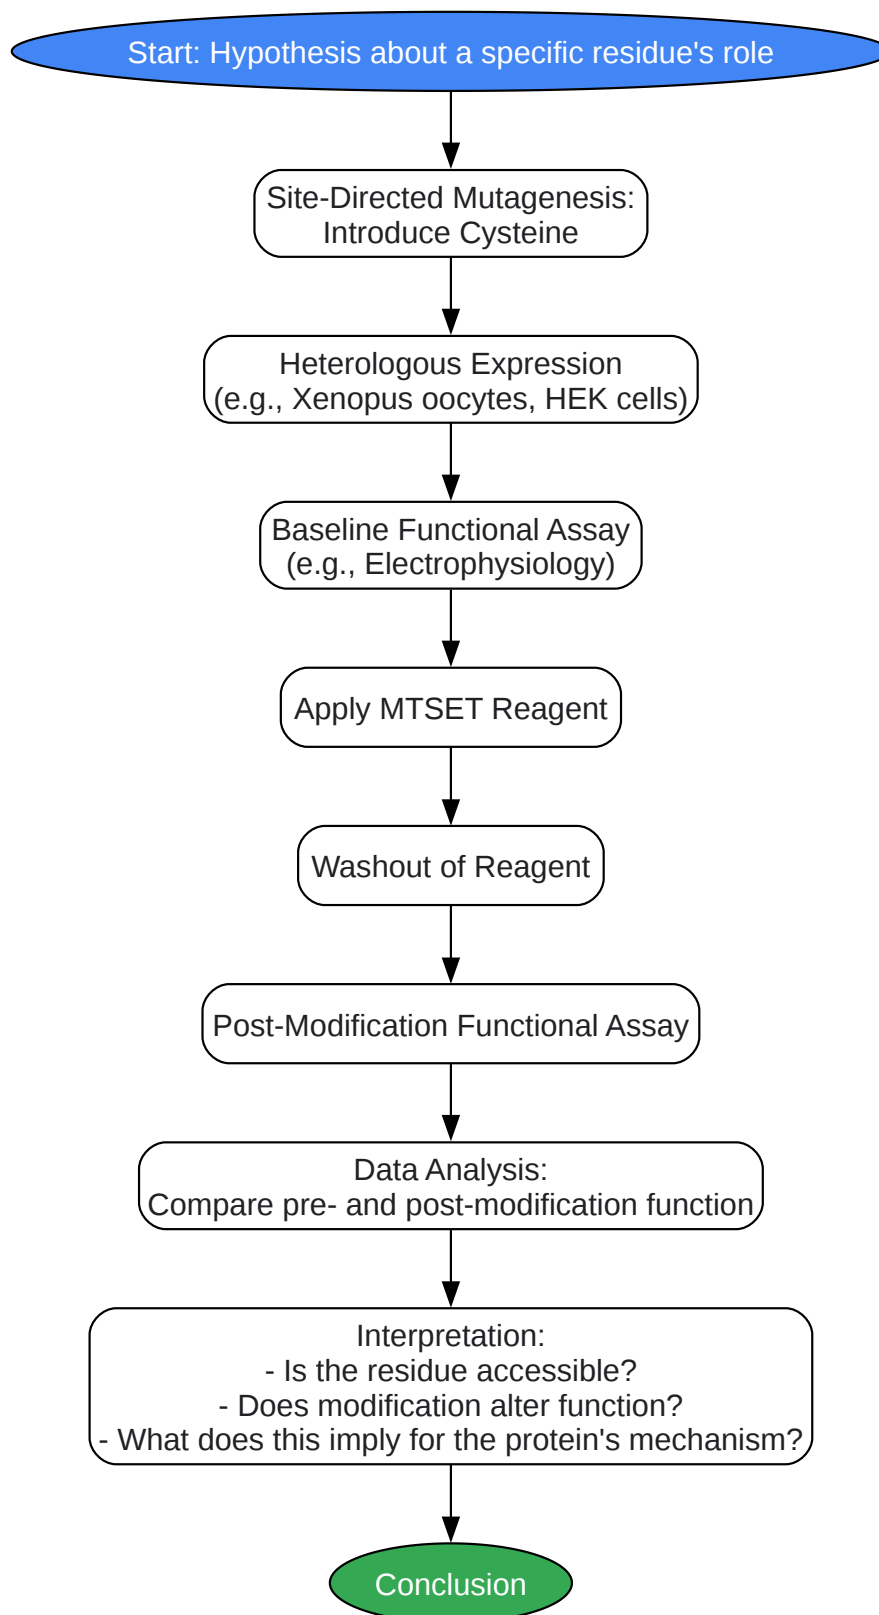 Start: Hypothesis about a specific residue's role
Site-Directed Mutagenesis:
Introduce Cysteine
Heterologous Expression
(e.g., Xenopus oocytes, HEK cells)
Baseline Functional Assay
(e.g., Electrophysiology)
Apply MTSET Reagent
Washout of Reagent
Post-Modification Functional Assay
Data Analysis:
Compare pre- and post-modification function
Interpretation:
- Is the residue accessible?
- Does modification alter function?
- What does this imply for the protein's mechanism?
Conclusion